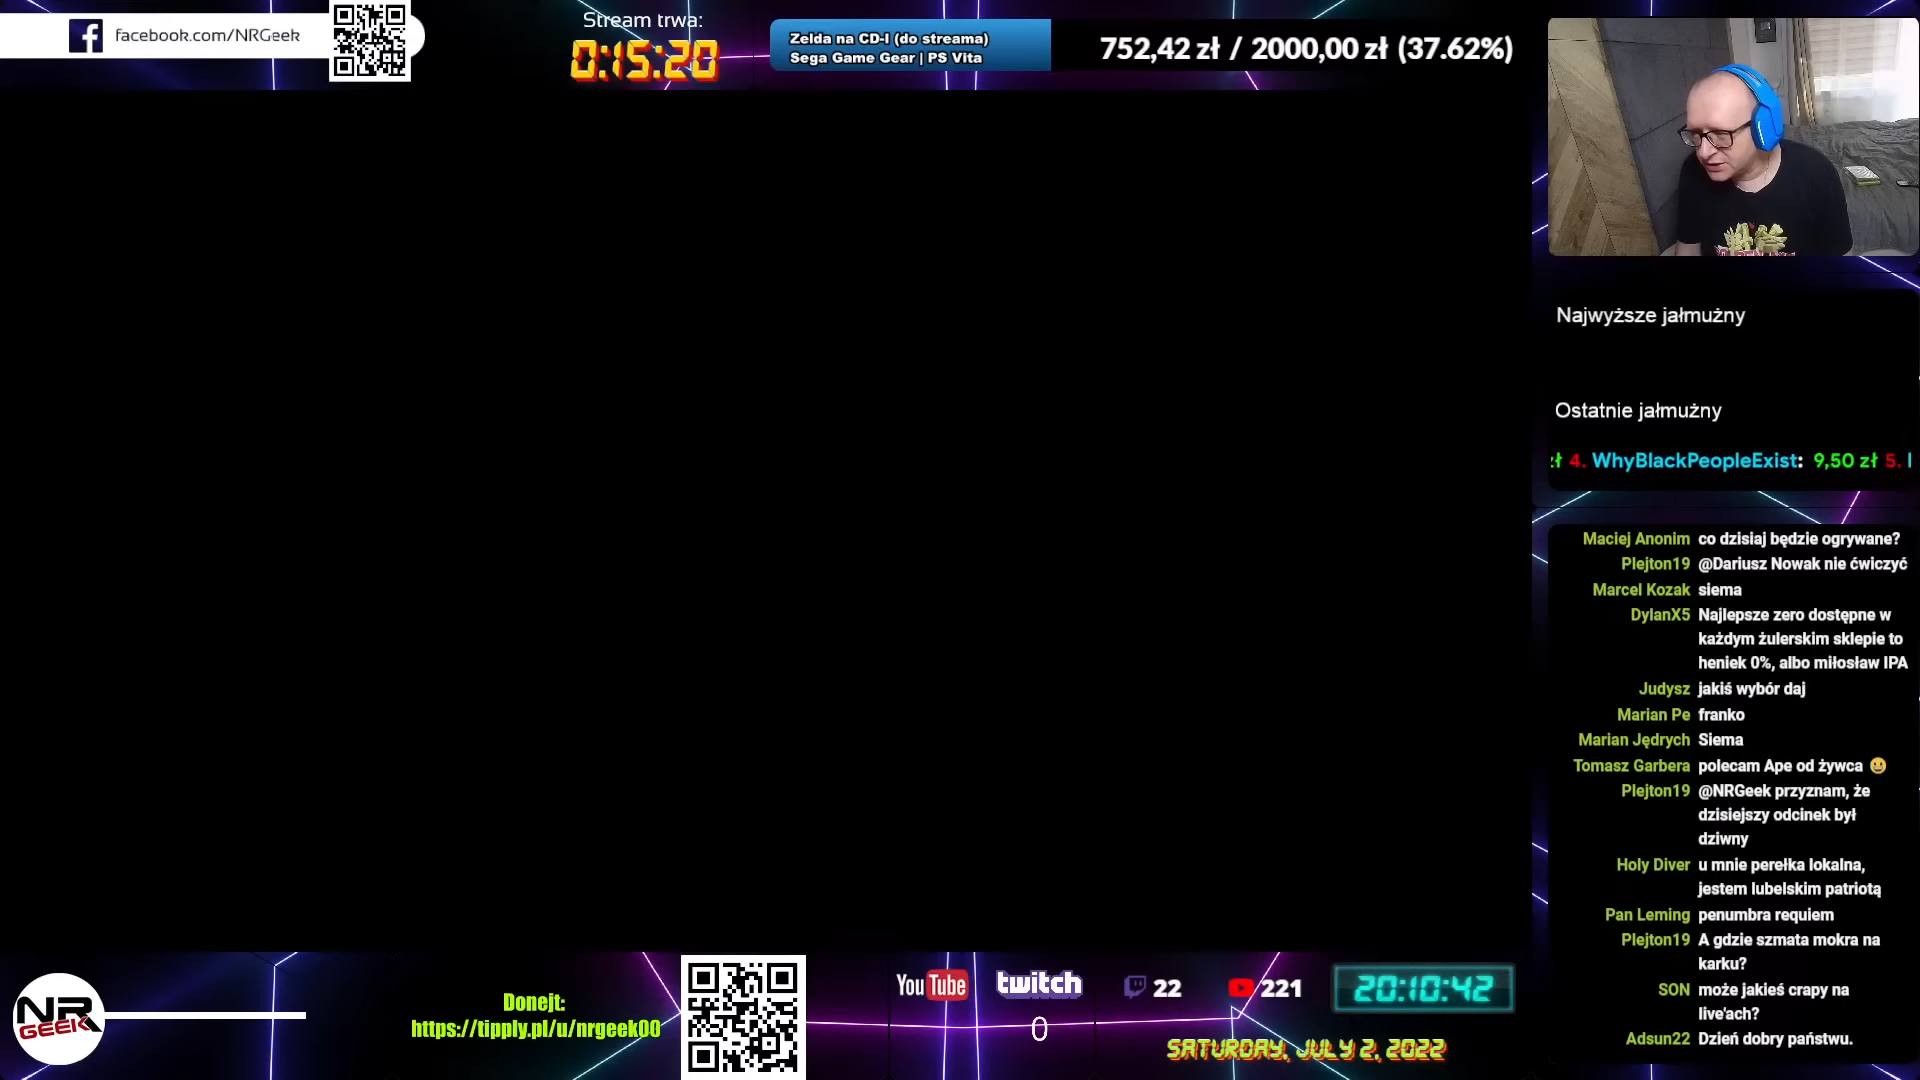 facebook.com/NRGeek
Stream trwa:
0:15:20
Zelda na CD-I (do streama)
Sega Game Gear | PS Vita
752,42 zł / 2000,00 zł (37.62%)
Najwyższe jałmużny
Ostatnie jałmużny
zł 4. WhyBlackPeopleExist: 9,50 zł 5.
Maciej Anonim co dzisiaj będzie ogrywane?
Plejton19 @Dariusz Nowak nie ćwiczyć
Marcel Kozak siema
DylanX5 Najlepsze zero dostępne w
każdym żulerskim sklepie to
heniek 0%, albo miłosław IPA
Judysz jakiś wybór daj
Marian Pe franko
Marian Jędrych Siema
Tomasz Garbera polecam Ape od żywca 😀
Plejton19 @NRGeek przyznam, że
dzisiejszy odcinek był
dziwny
Holy Diver u mnie perełka lokalna,
jestem lubelskim patriotą
Pan Leming penumbra requiem
Plejton19 A gdzie szmata mokra na
karku?
SON może jakieś crapy na
live'ach?
Adsun22 Dzień dobry państwu.
NR
GEEK
Donejt:
https://tipply.pl/u/nrgeek00
YouTube
twitch
0
22
221
20:10:42
SATURDAY, JULY 2, 2022